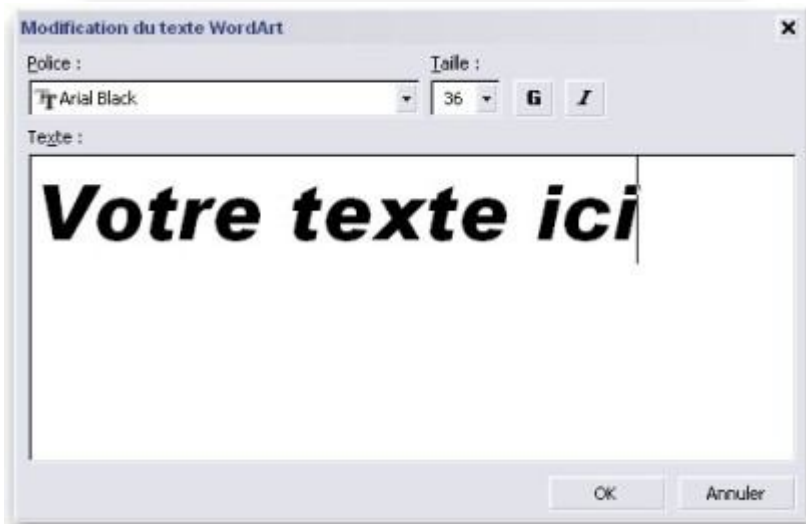 Modification du texte WordArt
Police : Taille :
Arial Black 36 G I
Texte :
Votre texte ici
OK Annuler